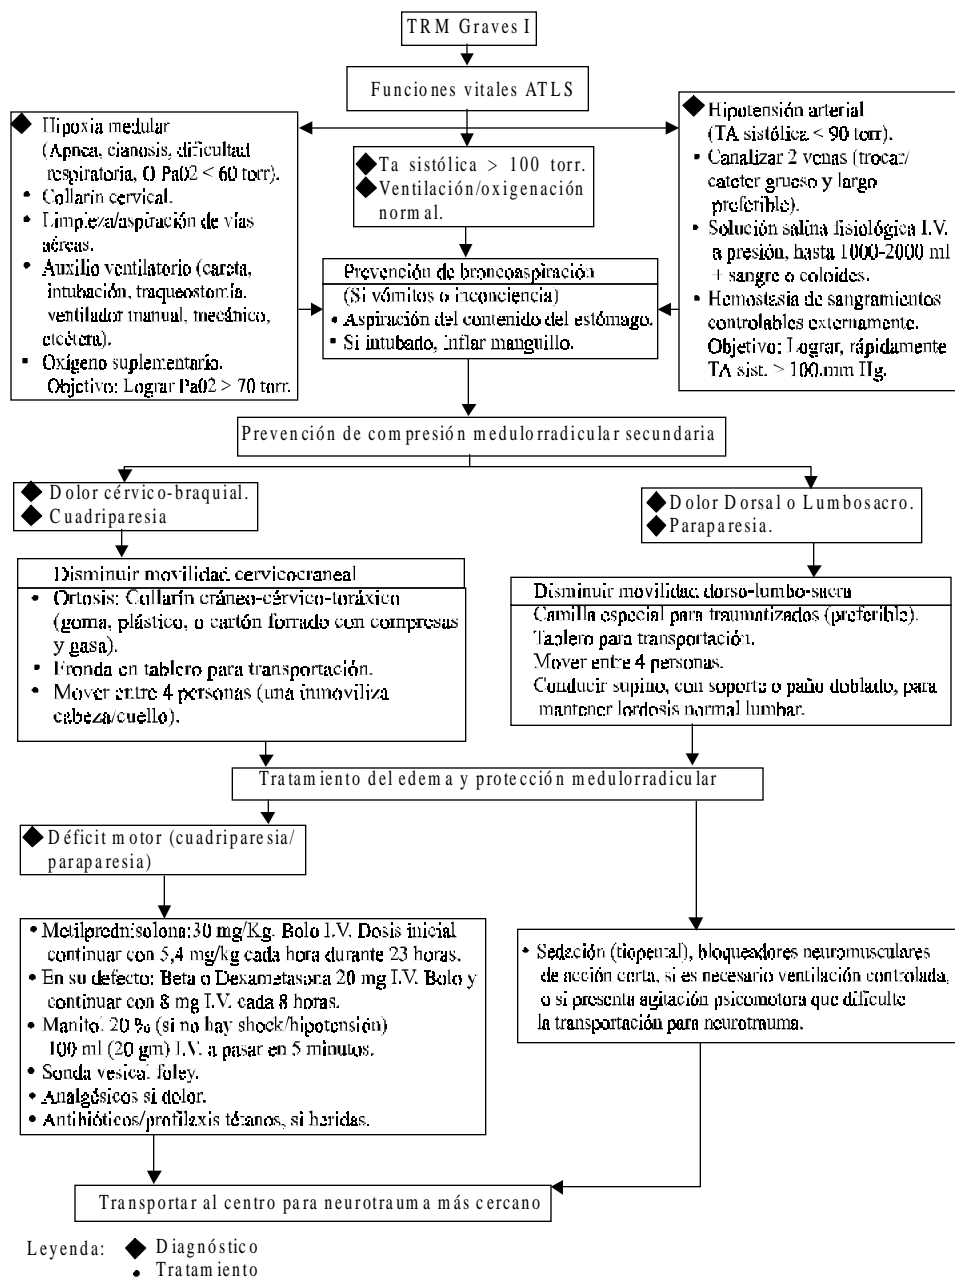 TRM Graves I
Funciones vitales ATLS
◆ Hipoxia medular
(Apnea, cianosis, dificultad
respiratoria, O Pa02 < 60 torr).
• Collarín cervical.
• Limpieza/aspiración de vías
aéreas.
• Auxilio ventilatorio (careta,
intubación, traqueostomía,
ventilador manual, mecánico,
etcétera).
• Oxígeno suplementario.
Objetivo: Lograr Pa02 > 70 torr.
◆ Ta sistólica > 100 torr.
◆ Ventilación/oxigenación
normal.
◆ Hipotensión arterial
(TA sistólica < 90 torr).
• Canalizar 2 venas (trocar/
cateter grueso y largo
preferible).
• Solución salina fisiológica I.V.
a presión, hasta 1000-2000 ml
+ sangre o coloides.
• Hemostasia de sangramientos
controlables externamente.
Objetivo: Lograr, rápidamente
TA sist. > 100.mm Hg.
Prevención de broncoaspiración
(Si vómitos o inconciencia)
• Aspiración del contenido del estómago.
• Si intubado, inflar manguillo.
Prevención de compresión medulorradicular secundaria
◆ Dolor cérvico-braquial.
◆ Cuadriparesia
◆ Dolor Dorsal o Lumbosacro.
◆ Paraparesia.
Disminuir movilidad cervicocraneal
• Ortosis: Collarín cráneo-cérvico-toráxico
(goma, plástico, o cartón forrado con compresas
y gasa).
• Fronda en tablero para transportación.
• Mover entre 4 personas (una inmoviliza
cabeza/cuello).
Disminuir movilidad dorso-lumbo-sacra
Camilla especial para traumatizados (preferible).
Tablero para transportación.
Mover entre 4 personas.
Conducir supino, con soporte o paño doblado, para
mantener lordosis normal lumbar.
Tratamiento del edema y protección medulorradicular
◆ Déficit motor (cuadriparesia/
paraparesia)
• Metilprednisolona: 30 mg/Kg. Bolo I.V. Dosis inicial
continuar con 5,4 mg/kg cada hora durante 23 horas.
• En su defecto: Beta o Dexametasona 20 mg I.V. Bolo y
continuar con 8 mg I.V. cada 8 horas.
• Manitol 20 % (si no hay shock/hipotensión)
100 ml (20 gm) I.V. a pasar en 5 minutos.
• Sonda vesical foley.
• Analgésicos si dolor.
• Antibióticos/profilaxis tétanos, si heridas.
• Sedación (tiopental), bloqueadores neuromusculares
de acción corta, si es necesario ventilación controlada,
o si presenta agitación psicomotora que dificulte
la transportación para neurotrauma.
Transportar al centro para neurotrauma más cercano
Leyenda: ◆ Diagnóstico
• Tratamiento